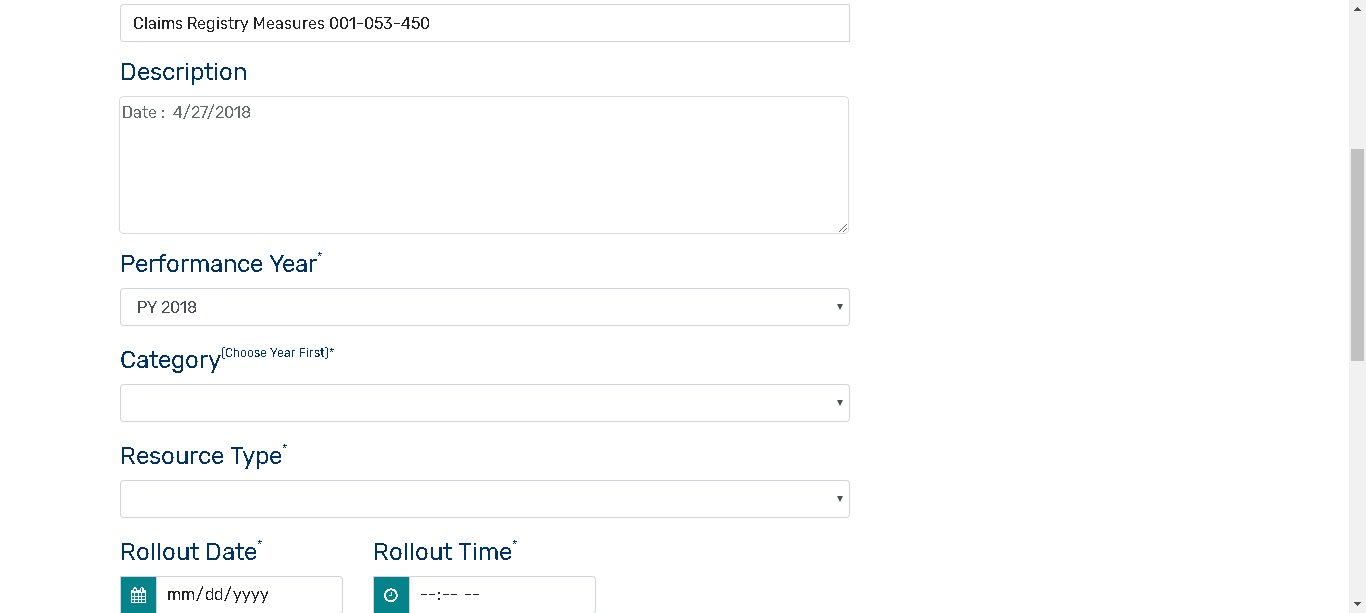 Claims Registry Measures 001-053-450
Description
Date : 4/27/2018
Performance Year*
PY 2018
Category(Choose Year First)*
Resource Type*
Rollout Date* Rollout Time*
mm/dd/yyyy --:-- --